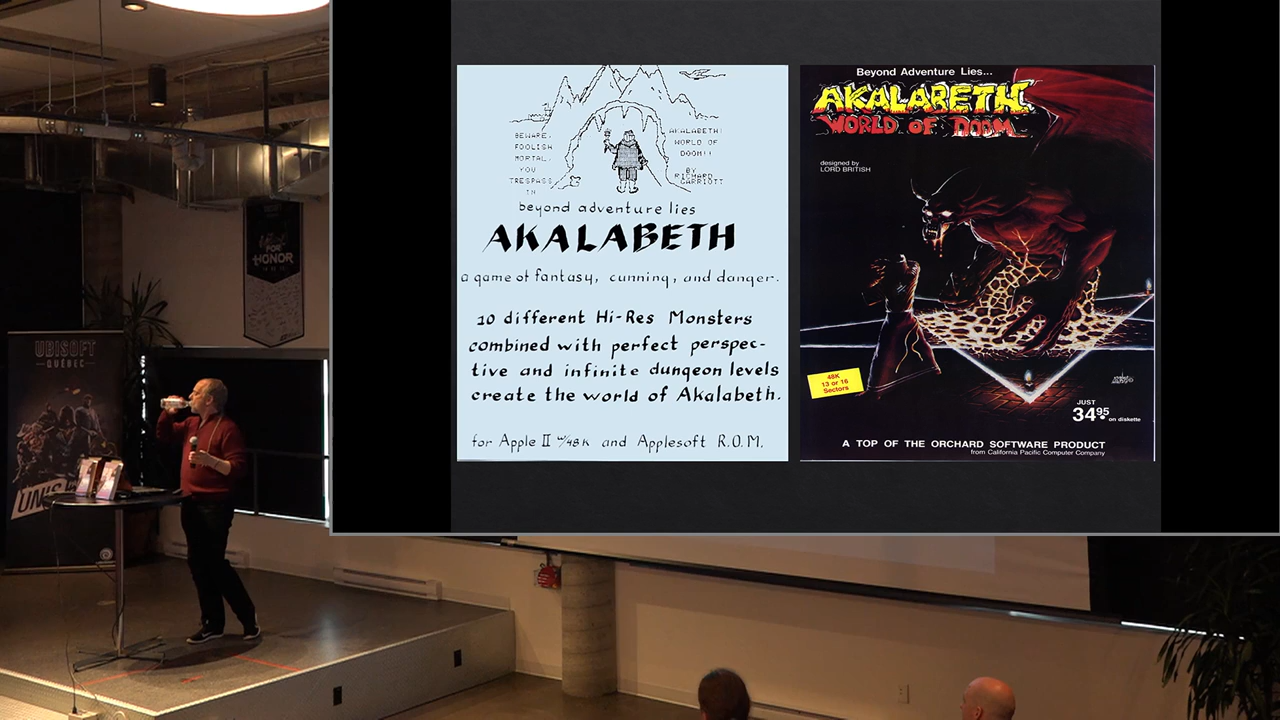 BEWARE,
FOOLISH
MORTAL,
YOU
TRESPASS
IN
AKALABETH!
WORLD OF
DOOM!!
BY
RICHARD
GARRIOTT
beyond adventure lies
AKALABETH
a game of fantasy, cunning, and danger.
10 different Hi-Res Monsters
combined with perfect perspec-
tive and infinite dungeon levels
create the world of Akalabeth.
for Apple II w/48K and Applesoft R.O.M.
Beyond Adventure Lies...
AKALABETH
WORLD OF DOOM
designed by
LORD BRITISH
48K
13 or 16
Sectors
JUST
34.95 on diskette
A TOP OF THE ORCHARD SOFTWARE PRODUCT
from California Pacific Computer Company
FOR
HONOR
UBISOFT
QUÉBEC
UNIS